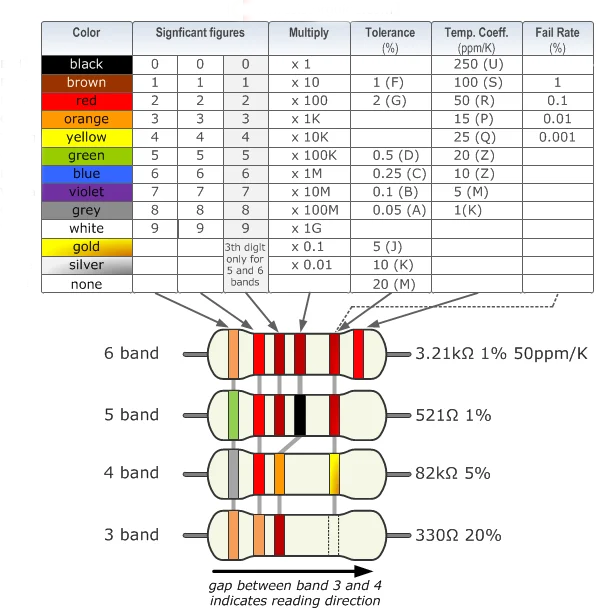 Color Signficant figures Multiply Tolerance (%) Temp. Coeff. (ppm/K) Fail Rate (%)
black 0 0 0 x 1 250 (U)
brown 1 1 1 x 10 1 (F) 100 (S) 1
red 2 2 2 x 100 2 (G) 50 (R) 0.1
orange 3 3 3 x 1K 15 (P) 0.01
yellow 4 4 4 x 10K 25 (Q) 0.001
green 5 5 5 x 100K 0.5 (D) 20 (Z)
blue 6 6 6 x 1M 0.25 (C) 10 (Z)
violet 7 7 7 x 10M 0.1 (B) 5 (M)
grey 8 8 8 x 100M 0.05 (A) 1(K)
white 9 9 9 x 1G
gold 3th digit x 0.1 5 (J)
silver only for x 0.01 10 (K)
5 and 6
none bands 20 (M)
6 band 3.21kΩ 1% 50ppm/K
5 band 521Ω 1%
4 band 82kΩ 5%
3 band 330Ω 20%
gap between band 3 and 4
indicates reading direction